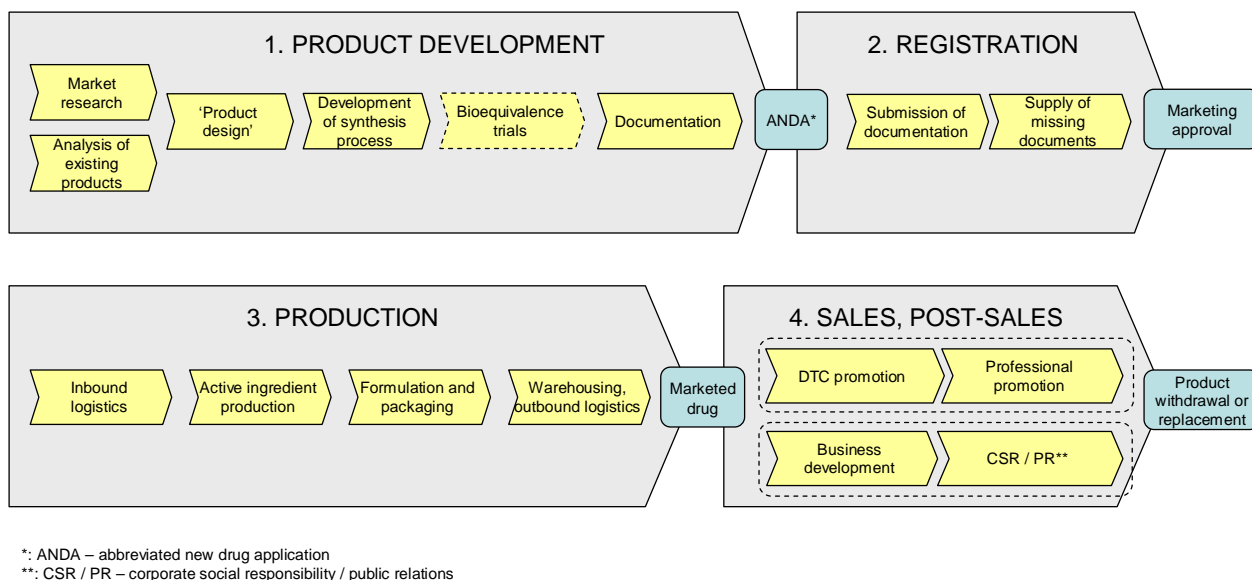 1. PRODUCT DEVELOPMENT
Market
research
Analysis of
existing
products
‘Product
design’
Development
of synthesis
process
Bioequivalence
trials
Documentation
ANDA*
2. REGISTRATION
Submission of
documentation
Supply of
missing
documents
Marketing
approval
3. PRODUCTION
Inbound
logistics
Active ingredient
production
Formulation and
packaging
Warehousing,
outbound logistics
Marketed
drug
4. SALES, POST-SALES
DTC promotion
Professional
promotion
Business
development
CSR / PR**
Product
withdrawal or
replacement
*: ANDA – abbreviated new drug application
**: CSR / PR – corporate social responsibility / public relations